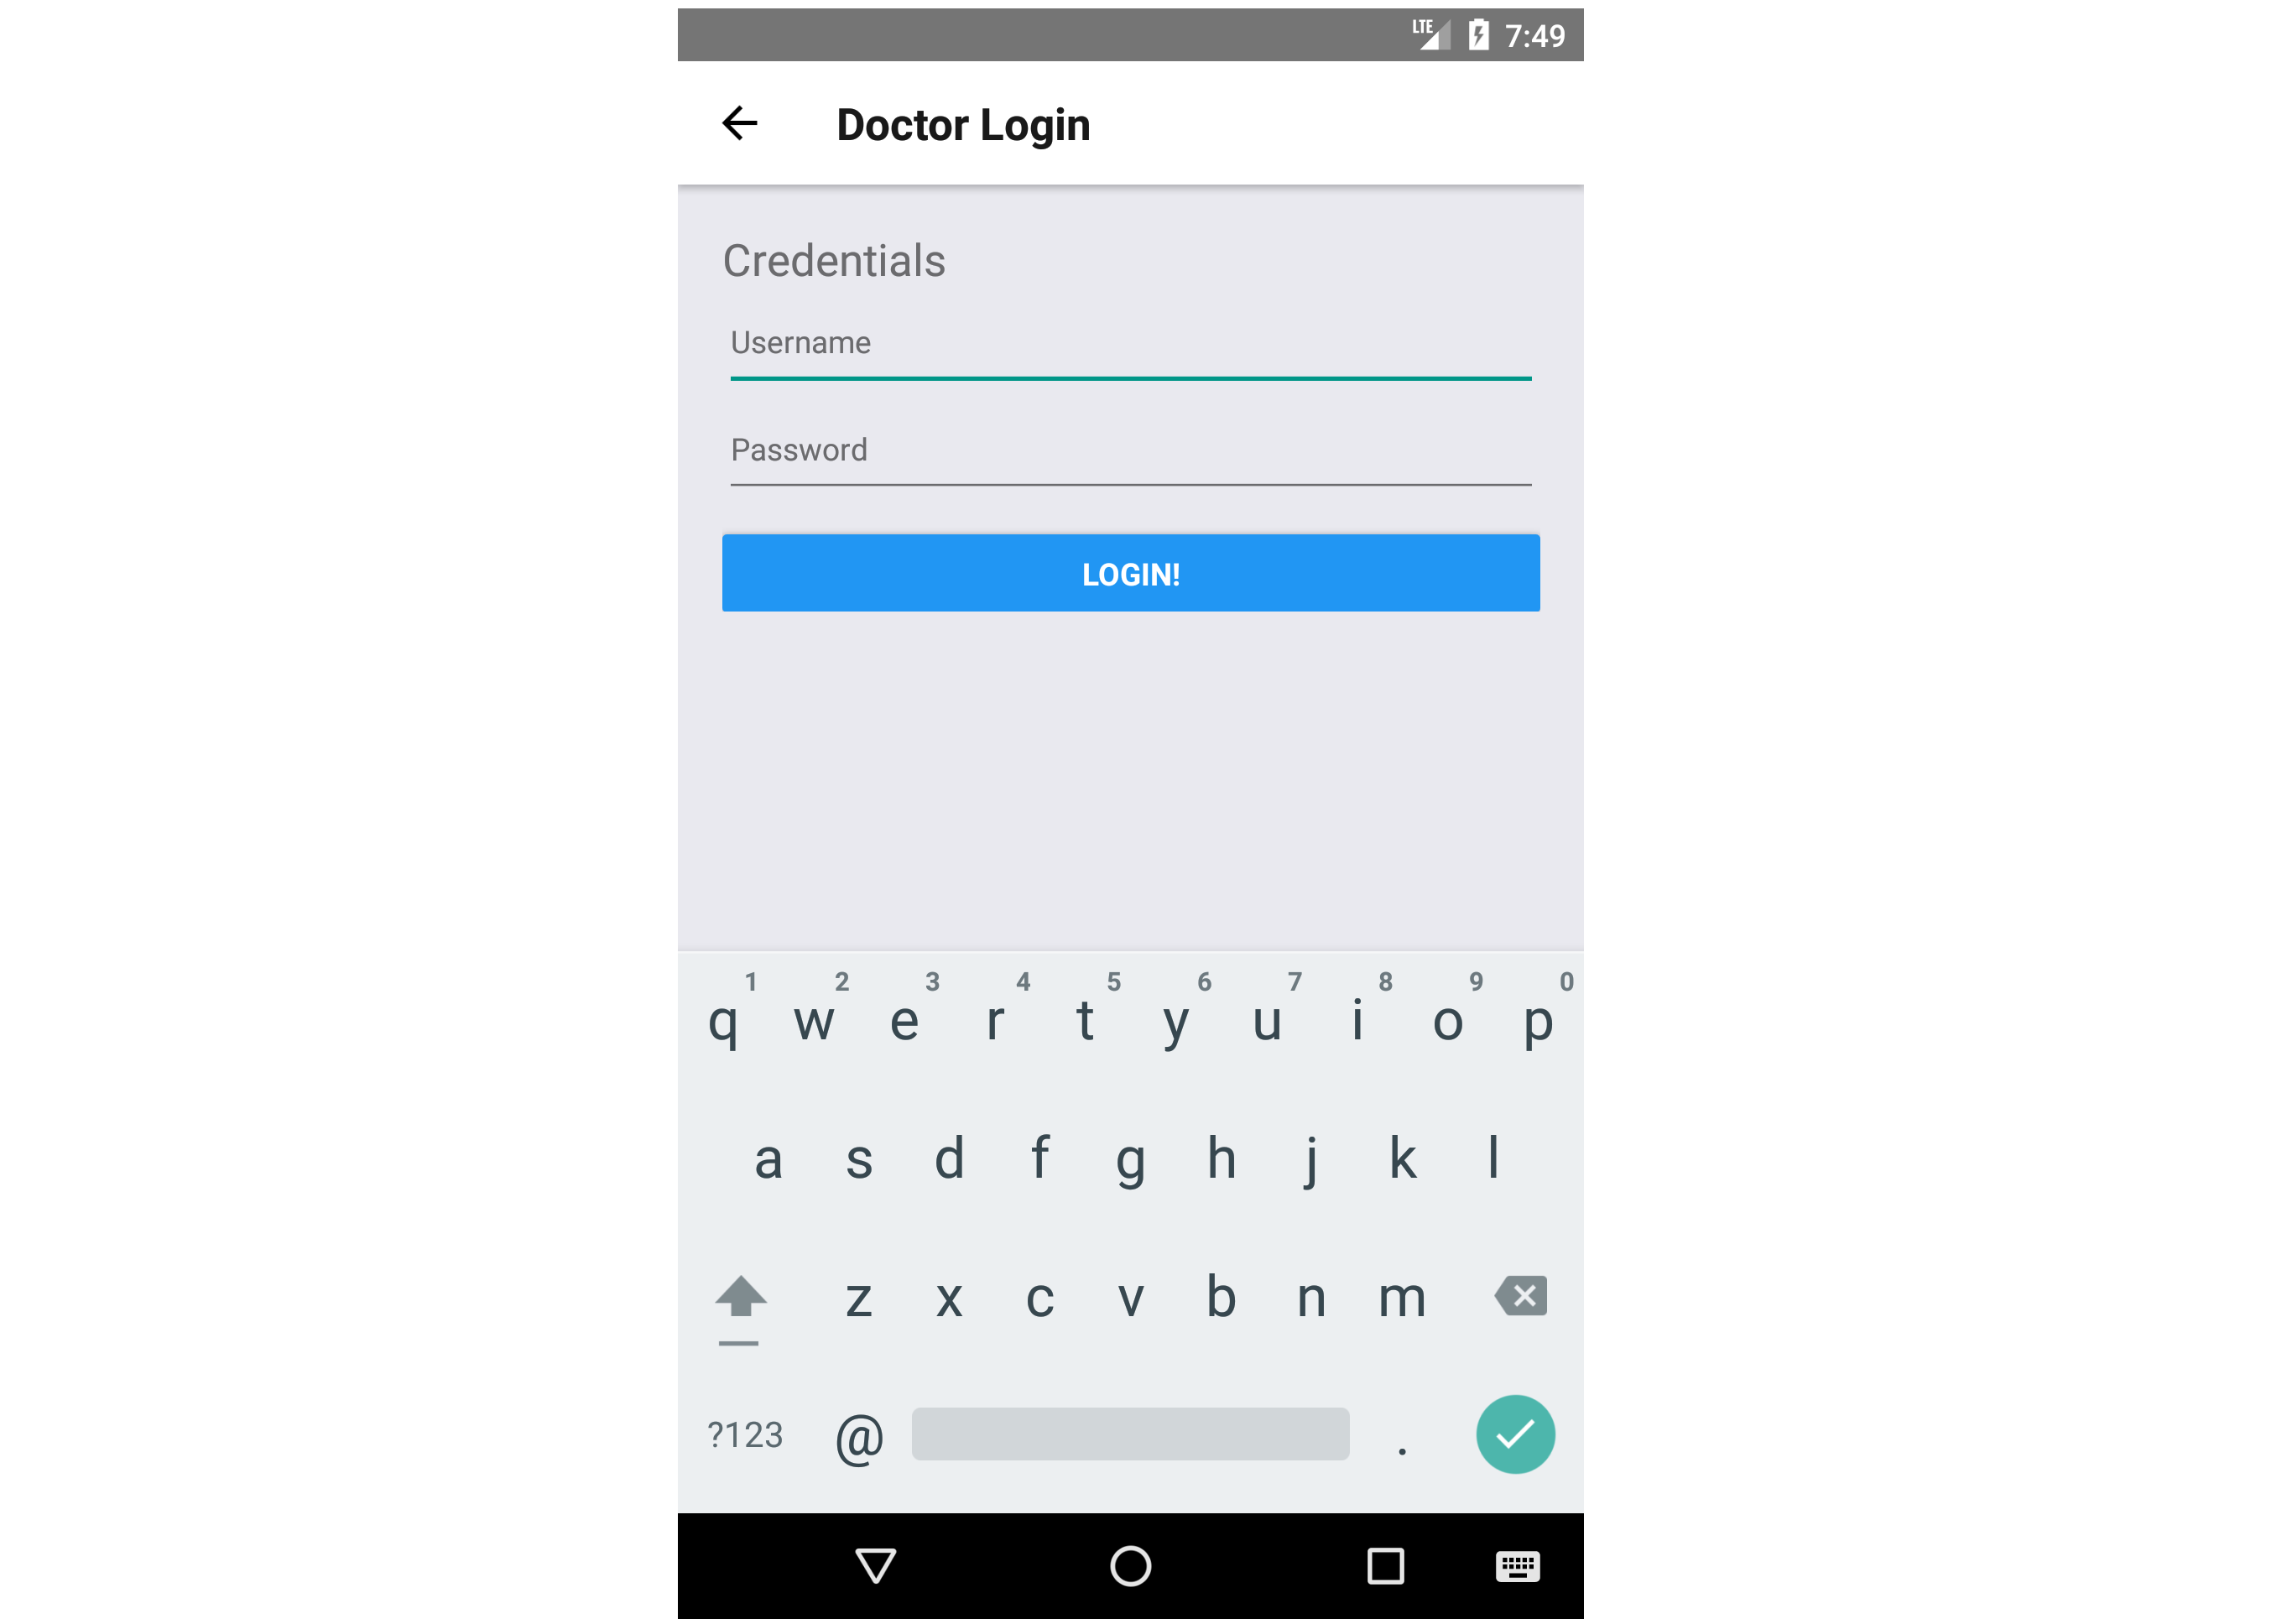 LTE 7:49
Doctor Login
Credentials
Username
Password
LOGIN!
1 2 3 4 5 6 7 8 9 0
q w e r t y u i o p
a s d f g h j k l
z x c v b n m
?123 @ .